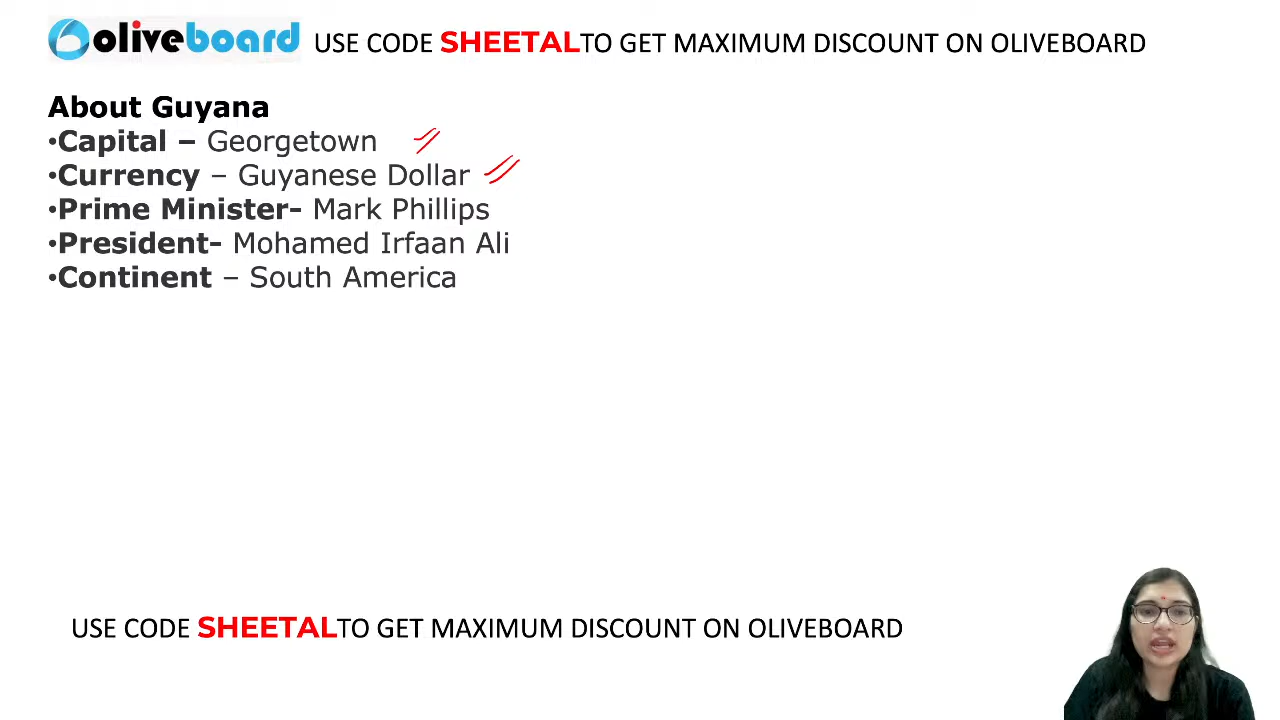 oliveboard USE CODE SHEETAL TO GET MAXIMUM DISCOUNT ON OLIVEBOARD
About Guyana
•Capital – Georgetown
•Currency – Guyanese Dollar
•Prime Minister- Mark Phillips
•President- Mohamed Irfaan Ali
•Continent – South America
USE CODE SHEETAL TO GET MAXIMUM DISCOUNT ON OLIVEBOARD